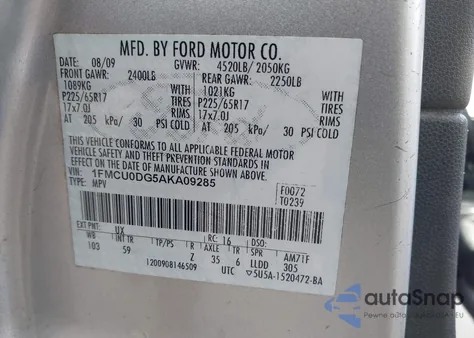 MFD. BY FORD MOTOR CO.
DATE: 08/09 GVWR: 4520LB/ 2050KG
FRONT GAWR: 2400LB REAR GAWR: 2250LB
1089KG WITH 1021KG WITH
P225/65R17 TIRES P225/65R17 TIRES
17x7.0J RIMS 17x7.0J RIMS
AT 205 kPa/ 30 PSI COLD AT 205 kPa/ 30 PSI COLD
THIS VEHICLE CONFORMS TO ALL APPLICABLE FEDERAL MOTOR
VEHICLE SAFETY AND THEFT PREVENTION STANDARDS IN
EFFECT ON THE DATE OF MANUFACTURE SHOWN ABOVE.
VIN: 1FMCU0DG5AKA09285 F0072
TYPE: MPV T0239
EXT PNT: UX RC: 16 DSO:
WB INT TR TP/PS R AXLE TR SPR AM71F
103 59 Z 35 6 LLDD 305
1200908146509 UTC ▽5U5A-1520472-BA
autoSnap